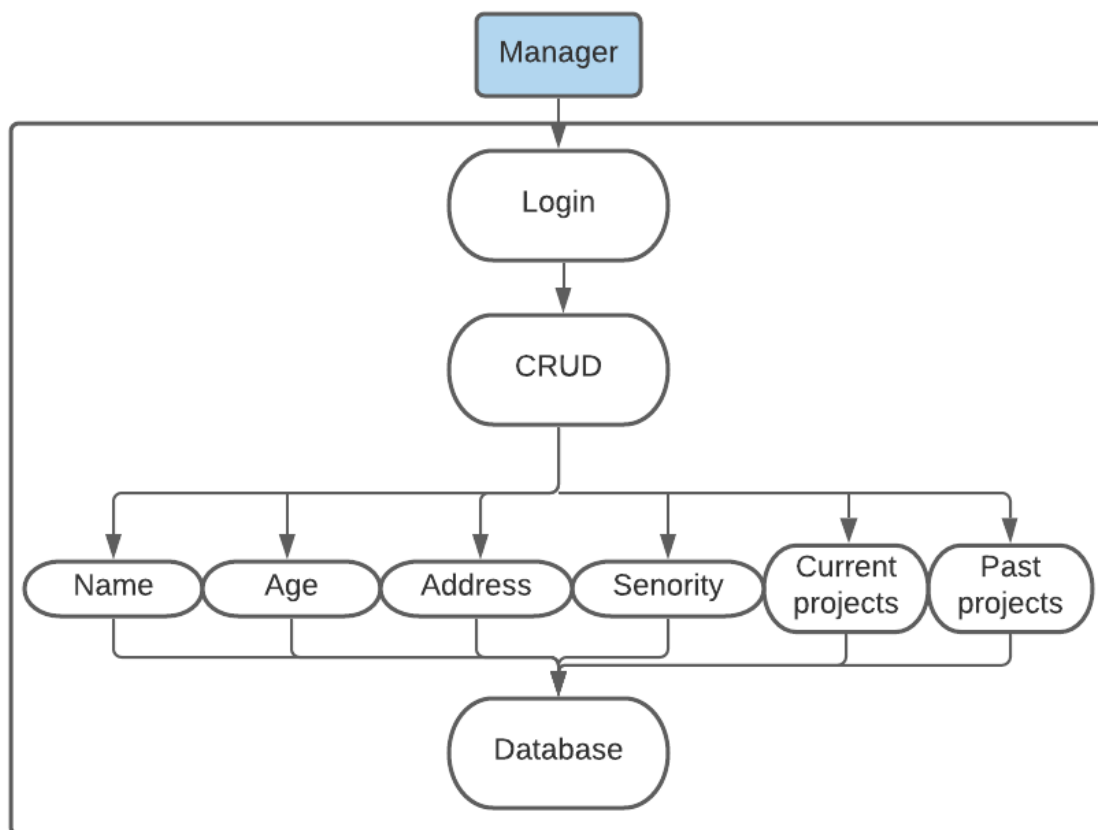 Manager
Login
CRUD
Name
Age
Address
Senority
Current
projects
Past
projects
Database